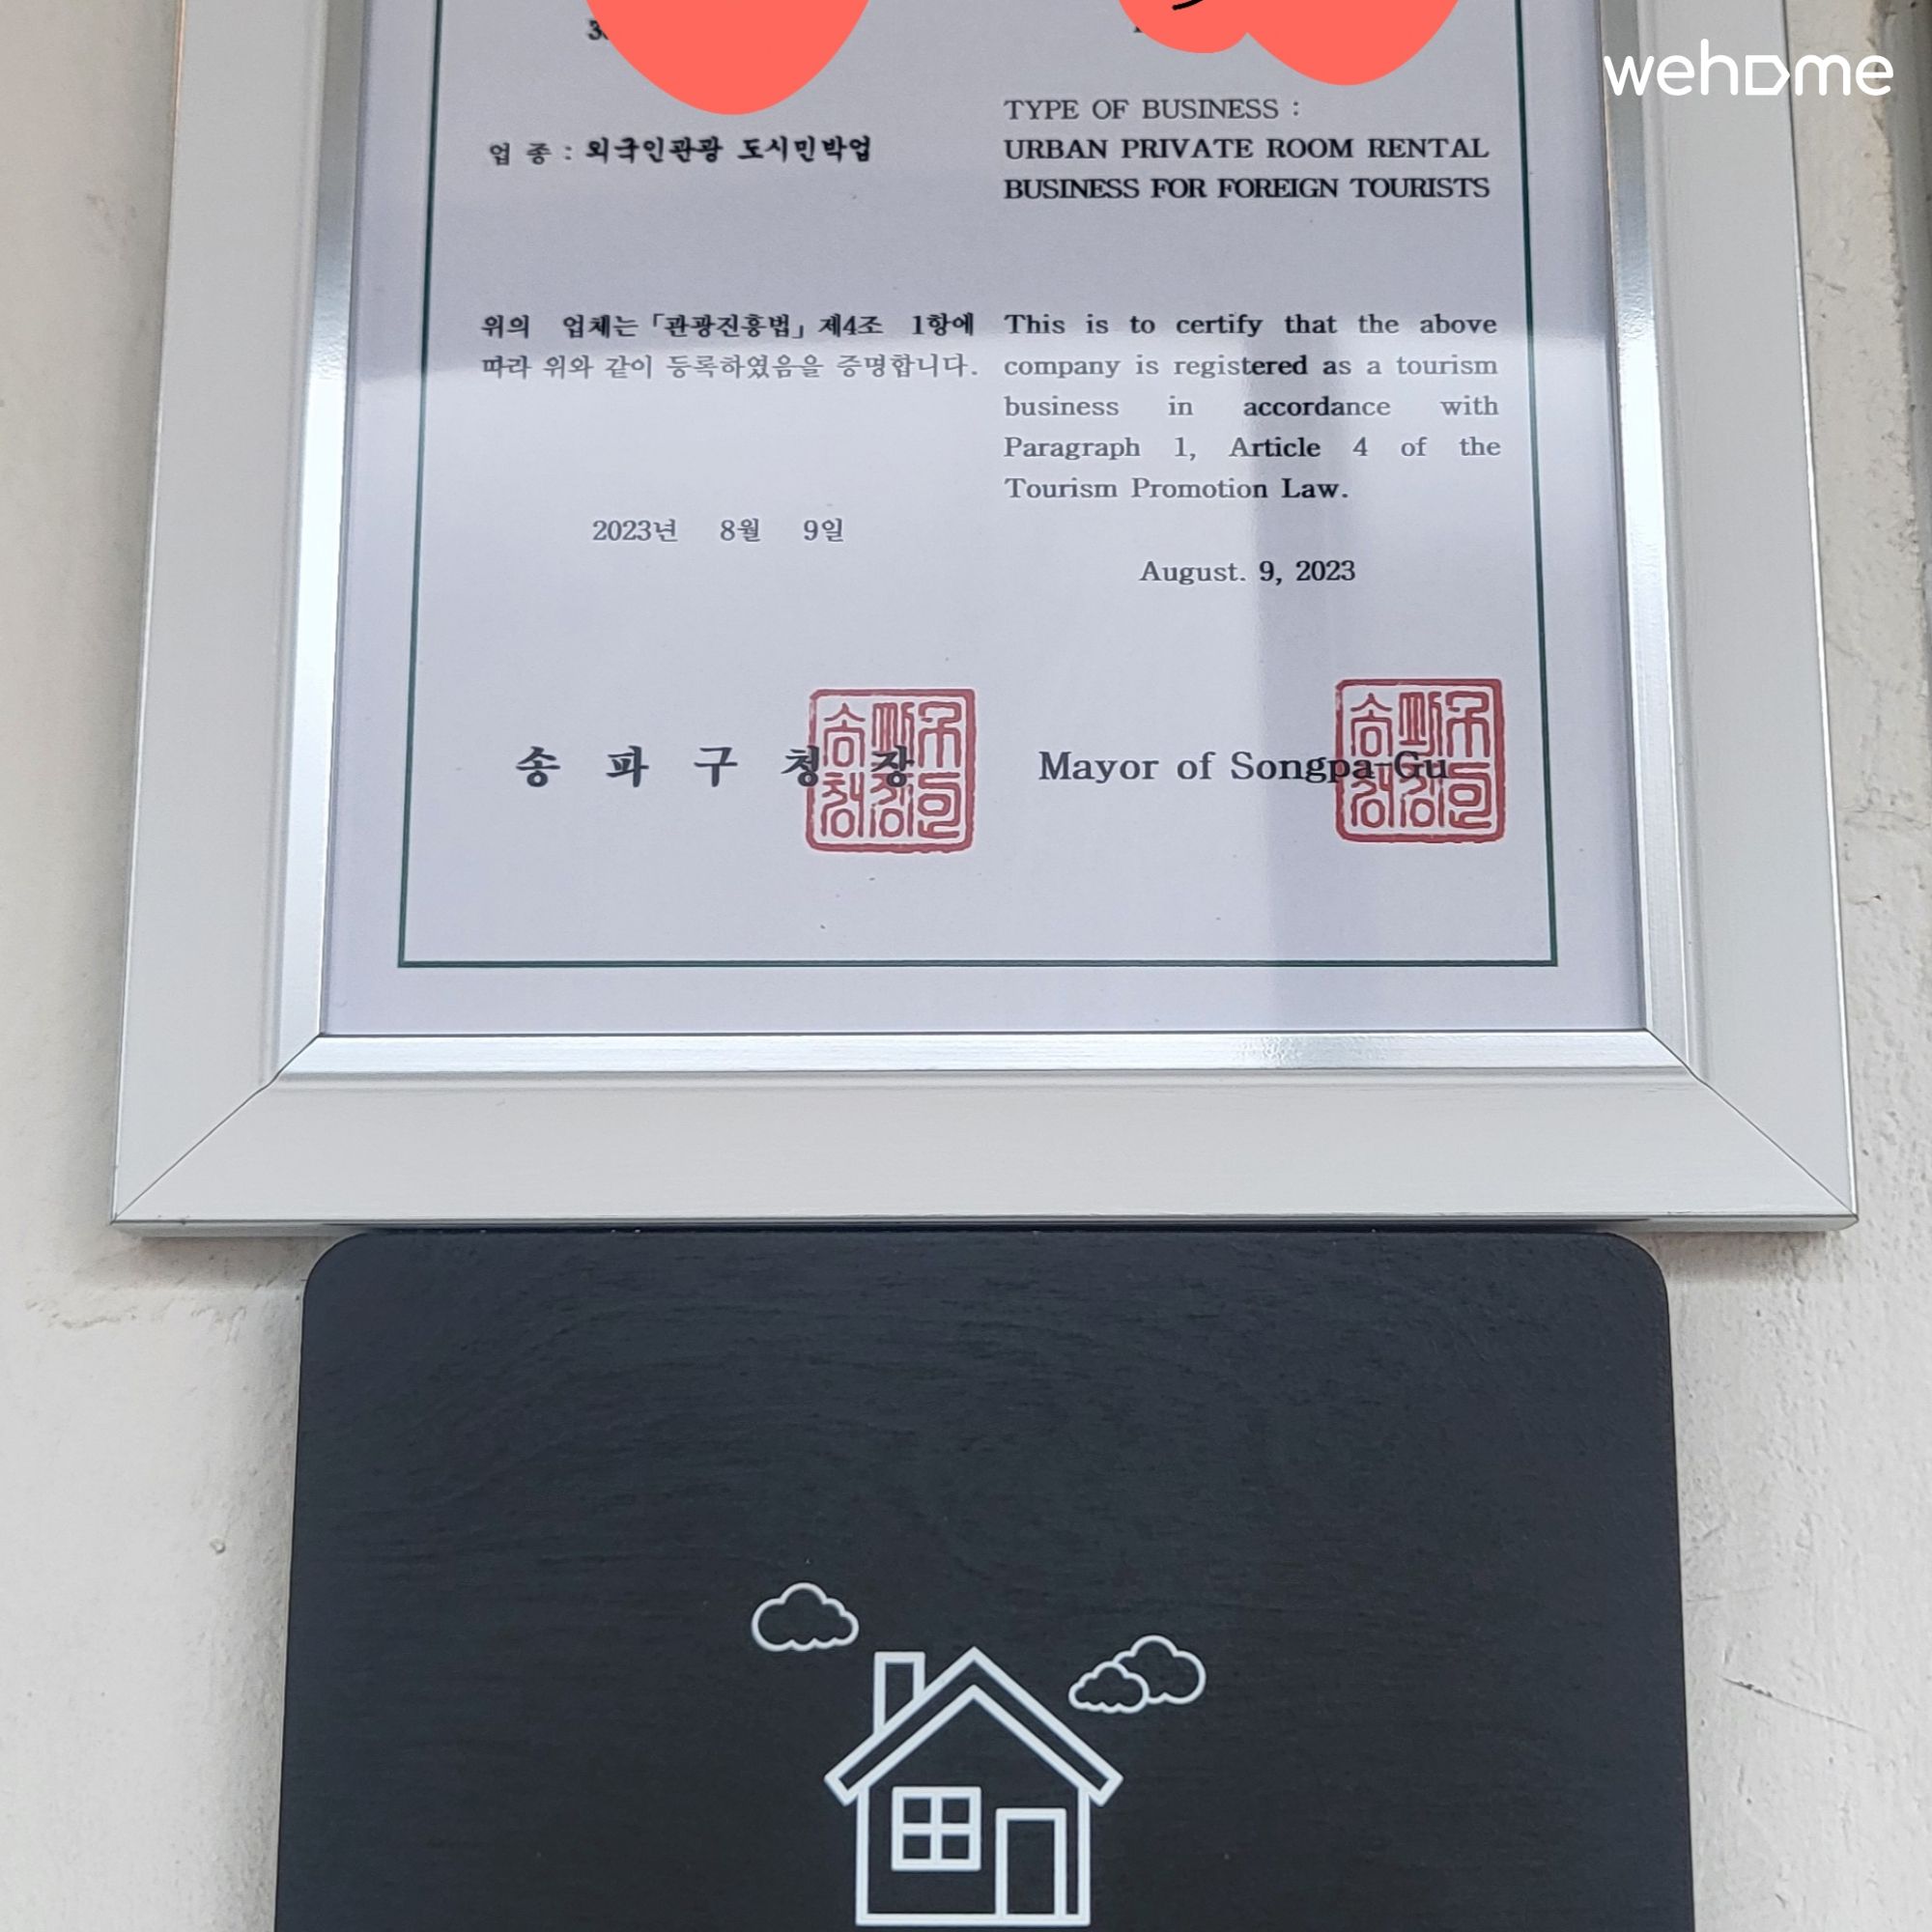 wehome
TYPE OF BUSINESS :
업 종 : 외국인관광 도시민박업
URBAN PRIVATE ROOM RENTAL
BUSINESS FOR FOREIGN TOURISTS
위의 업체는 「관광진흥법」 제4조 1항에
따라 위와 같이 등록하였음을 증명합니다.
This is to certify that the above
company is registered as a tourism
business in accordance with
Paragraph 1, Article 4 of the
Tourism Promotion Law.
2023년 8월 9일
August. 9, 2023
송 파 구 청 장
Mayor of Songpa-Gu